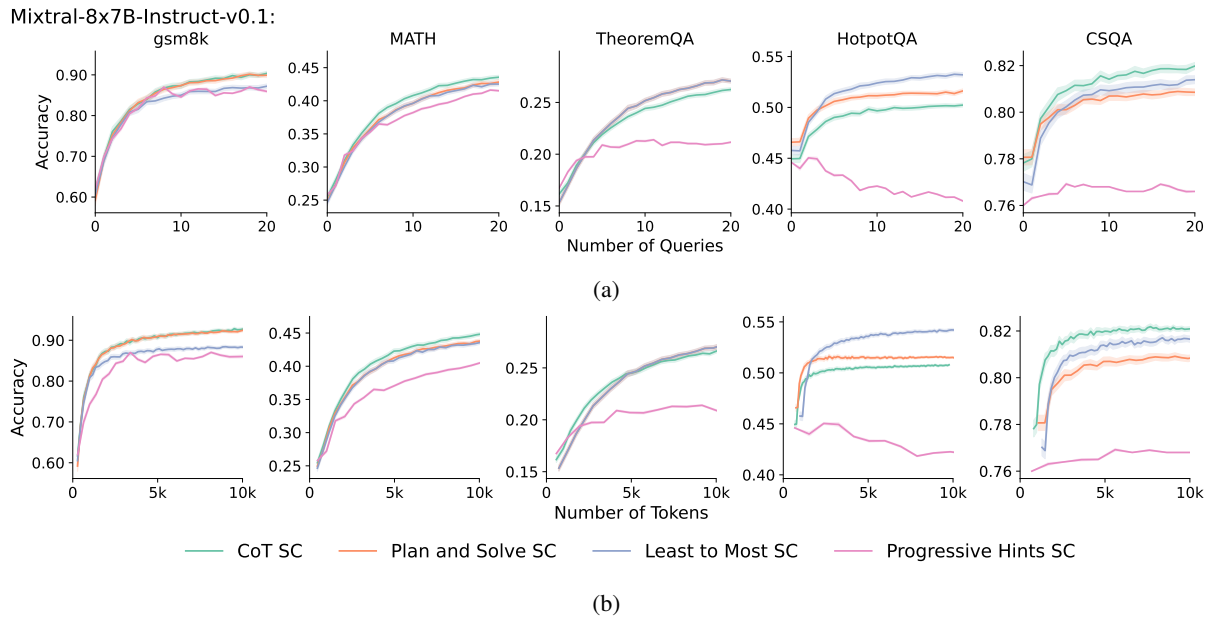 Mixtral-8x7B-Instruct-v0.1:
gsm8k MATH TheoremQA HotpotQA CSQA
Accuracy
0.90 0.80 0.70 0.60
0 10 20
0.45 0.40 0.35 0.30 0.25
0 10 20
0.25 0.20 0.15
0 10 20
0.55 0.50 0.45 0.40
0 10 20
0.82 0.80 0.78 0.76
0 10 20
Number of Queries
(a)
Accuracy
0.90 0.80 0.70 0.60
0 5k 10k
0.45 0.40 0.35 0.30 0.25
0 5k 10k
0.25 0.20 0.15
0 5k 10k
0.55 0.50 0.45 0.40
0 5k 10k
0.82 0.80 0.78 0.76
0 5k 10k
Number of Tokens
CoT SC Plan and Solve SC Least to Most SC Progressive Hints SC
(b)